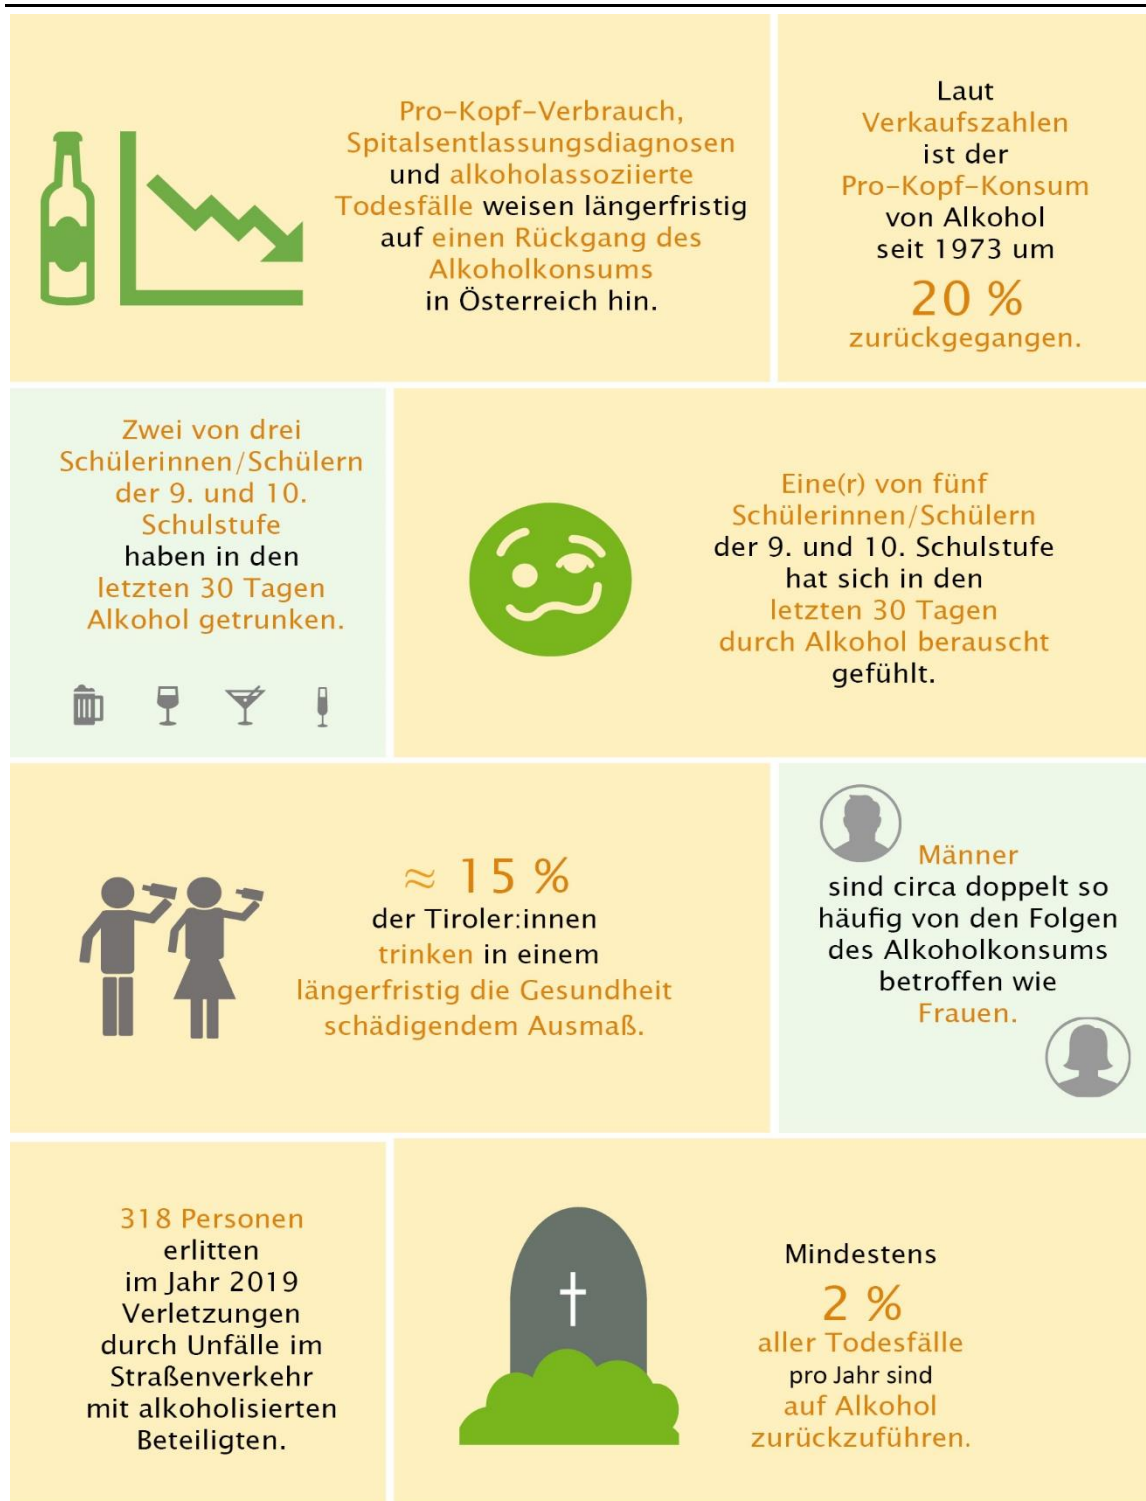 Pro-Kopf-Verbrauch,
Spitalsentlassungsdiagnosen
und alkoholassoziierte
Todesfälle weisen längerfristig
auf einen Rückgang des
Alkoholkonsums
in Österreich hin.
Laut
Verkaufszahlen
ist der
Pro-Kopf-Konsum
von Alkohol
seit 1973 um
20 %
zurückgegangen.
Zwei von drei
Schülerinnen/Schülern
der 9. und 10.
Schulstufe
haben in den
letzten 30 Tagen
Alkohol getrunken.
Eine(r) von fünf
Schülerinnen/Schülern
der 9. und 10. Schulstufe
hat sich in den
letzten 30 Tagen
durch Alkohol berauscht
gefühlt.
≈ 15 %
der Tiroler:innen
trinken in einem
längerfristig die Gesundheit
schädigendem Ausmaß.
Männer
sind circa doppelt so
häufig von den Folgen
des Alkoholkonsums
betroffen wie
Frauen.
318 Personen
erlitten
im Jahr 2019
Verletzungen
durch Unfälle im
Straßenverkehr
mit alkoholisierten
Beteiligten.
Mindestens
2 %
aller Todesfälle
pro Jahr sind
auf Alkohol
zurückzuführen.